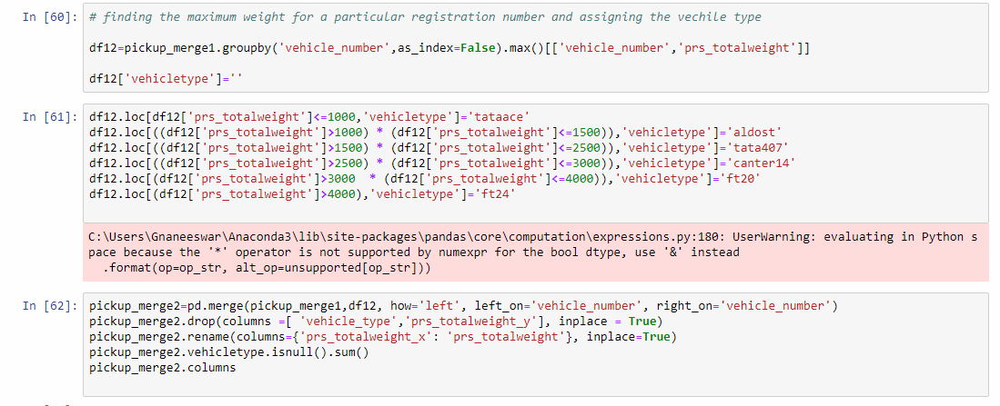 In [60]: # finding the maximum weight for a particular registration number and assigning the vechile type
df12=pickup_merge1.groupby('vehicle_number',as_index=False).max()[['vehicle_number','prs_totalweight']]
df12['vehicletype']=''
In [61]: df12.loc[df12['prs_totalweight']<=1000,'vehicletype']='tataace'
df12.loc[((df12['prs_totalweight']>1000) * (df12['prs_totalweight']<=1500)),'vehicletype']='aldost'
df12.loc[((df12['prs_totalweight']>1500) * (df12['prs_totalweight']<=2500)),'vehicletype']='tata407'
df12.loc[((df12['prs_totalweight']>2500) * (df12['prs_totalweight']<=3000)),'vehicletype']='canter14'
df12.loc[(df12['prs_totalweight']>3000  * (df12['prs_totalweight']<=4000)),'vehicletype']='ft20'
df12.loc[(df12['prs_totalweight']>4000),'vehicletype']='ft24'
C:\Users\Gnaneeswar\Anaconda3\lib\site-packages\pandas\core\computation\expressions.py:180: UserWarning: evaluating in Python s
pace because the '*' operator is not supported by numexpr for the bool dtype, use '&' instead
.format(op=op_str, alt_op=unsupported[op_str]))
In [62]: pickup_merge2=pd.merge(pickup_merge1,df12, how='left', left_on='vehicle_number', right_on='vehicle_number')
pickup_merge2.drop(columns =[ 'vehicle_type','prs_totalweight_y'], inplace = True)
pickup_merge2.rename(columns={'prs_totalweight_x': 'prs_totalweight'}, inplace=True)
pickup_merge2.vehicletype.isnull().sum()
pickup_merge2.columns